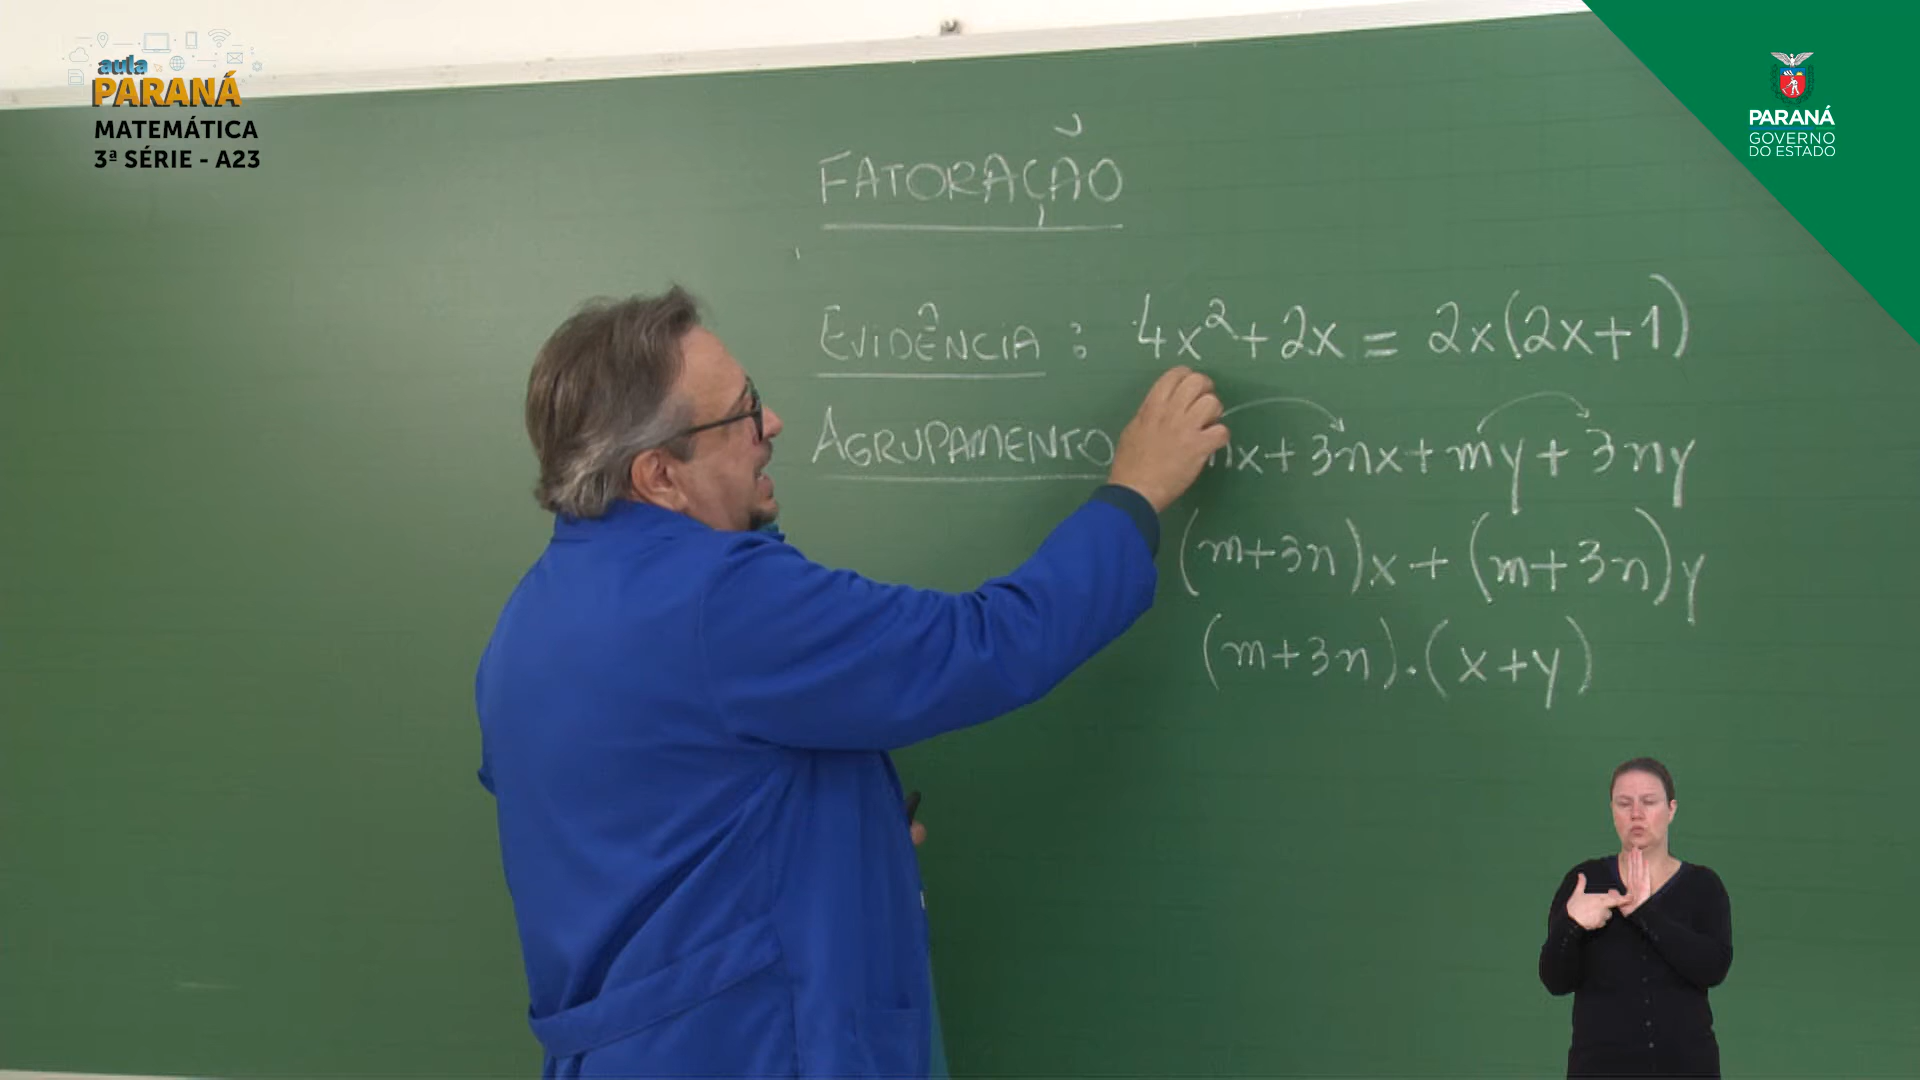 aula
PARANÁ
MATEMÁTICA
3ª SÉRIE - A23
PARANÁ
GOVERNO
DO ESTADO
FATORAÇÃO
EVIDÊNCIA : 4x² + 2x = 2x(2x+1)
AGRUPAMENTO x + 3nx + my + 3ny
(m+3n)x + (m+3n)y
(m+3n).(x+y)